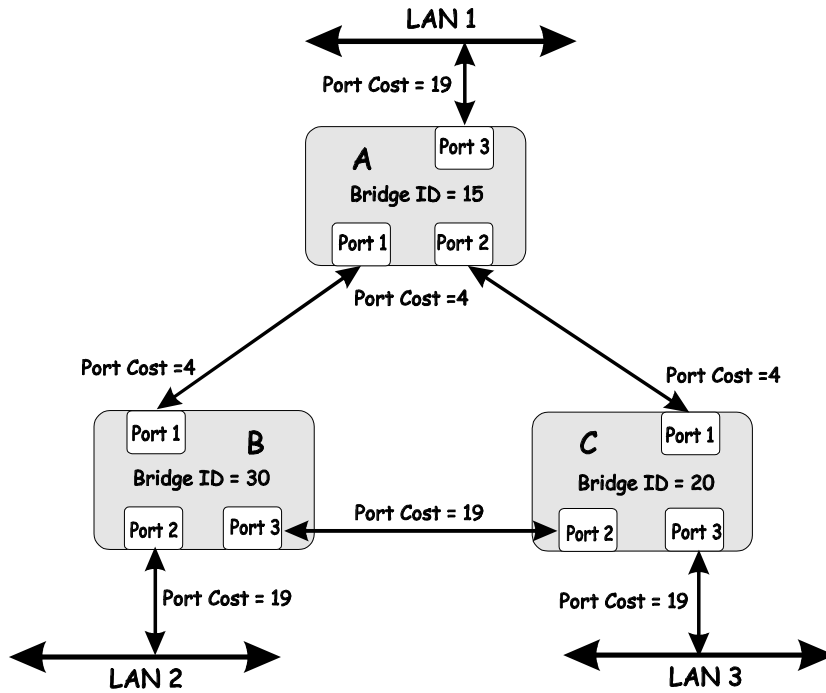 LAN 1
Port Cost = 19
Port 3
A
Bridge ID = 15
Port 1
Port 2
Port Cost =4
Port Cost =4
Port Cost =4
Port 1
B
Bridge ID = 30
Port 2
Port 3
C
Port 1
Bridge ID = 20
Port 2
Port 3
Port Cost = 19
Port Cost = 19
Port Cost = 19
LAN 2
LAN 3